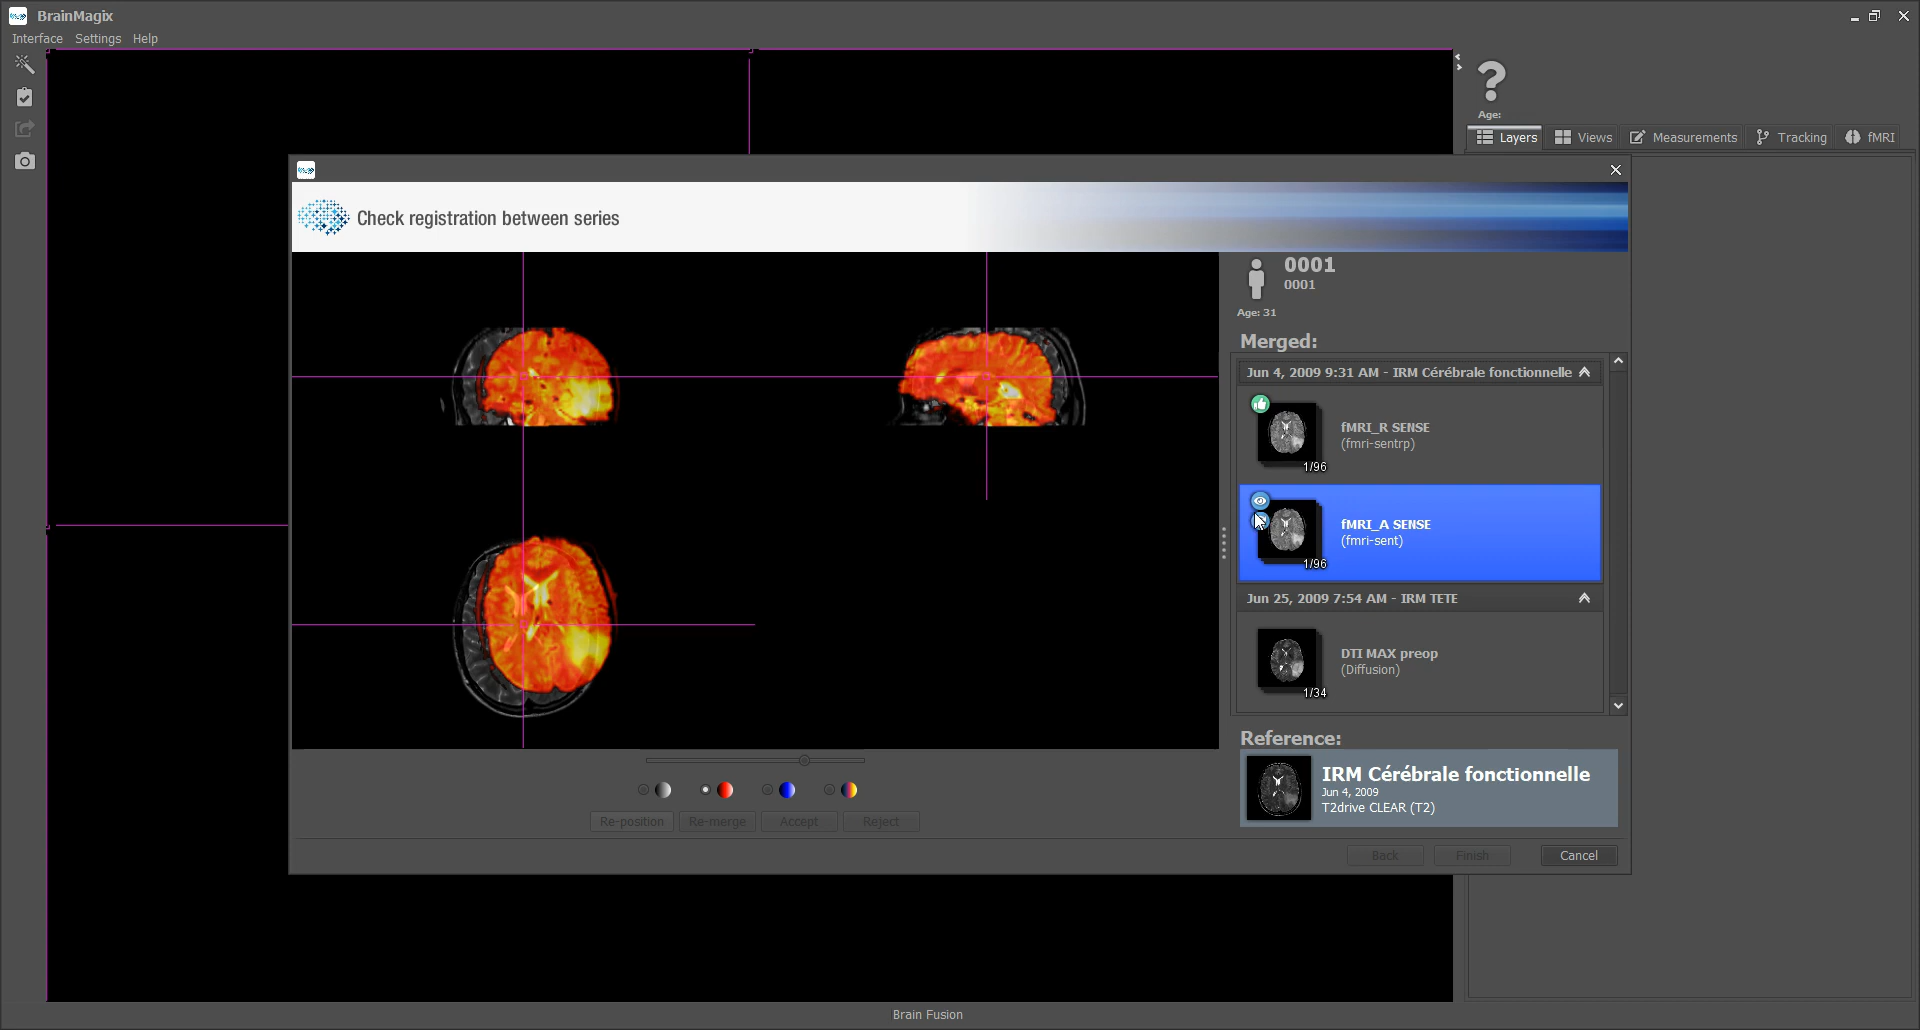 BrainMagix
Interface Settings Help
Age:
Layers Views Measurements Tracking fMRI
Check registration between series
0001
0001
Age: 31
Merged:
Jun 4, 2009 9:31 AM - IRM Cérébrale fonctionnelle
fMRI_R SENSE
(fmri-sentrp)
1/96
fMRI_A SENSE
(fmri-sent)
1/96
Jun 25, 2009 7:54 AM - IRM TETE
DTI MAX preop
(Diffusion)
1/34
Reference:
IRM Cérébrale fonctionnelle
Jun 4, 2009
T2drive CLEAR (T2)
Re-position Re-merge Accept Reject
Back Finish Cancel
Brain Fusion